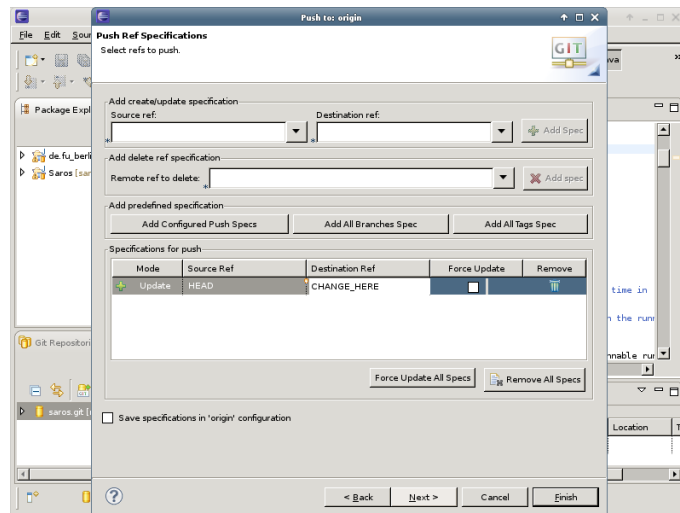 Push to: origin
File Edit Sour
Push Ref Specifications
Select refs to push.
GIT
Package Expl
Add create/update specification
Source ref:
Destination ref:
Add Spec
de.fu_berli
Saros [sar
Add delete ref specification
Remote ref to delete:
Add spec
Add predefined specification
Add Configured Push Specs
Add All Branches Spec
Add All Tags Spec
Specifications for push
Mode Source Ref Destination Ref Force Update Remove
Update HEAD CHANGE_HERE
time in
n the runn
Git Repositori
nnable rur
Force Update All Specs
Remove All Specs
saros.git [
Save specifications in 'origin' configuration
Location
< Back
Next >
Cancel
Finish